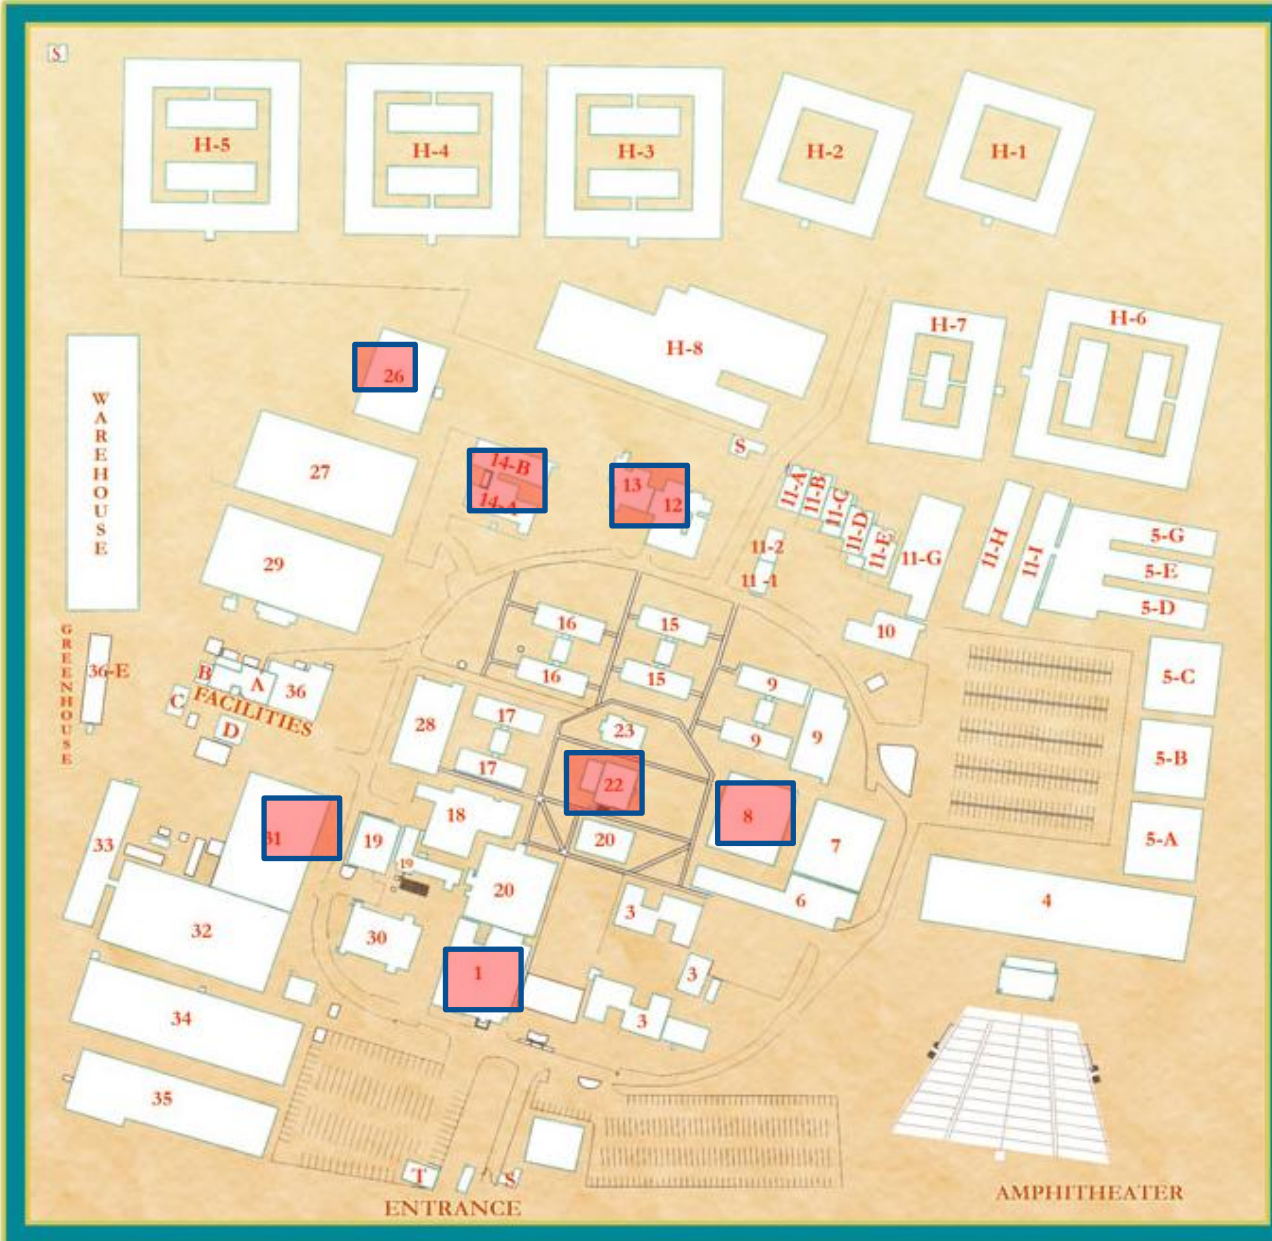 S
H-5
H-4
H-3
H-2
H-1
H-7
H-6
H-8
26
WAREHOUSE
27
14-B
14-A
13
12
S
11-A
11-B
11-C
11-D
11-E
11-G
11-H
11-I
5-G
5-E
5-D
11-2
11-1
29
10
16
15
16
15
GREENHOUSE
36-E
B
A
36
C
FACILITIES
D
28
17
17
23
22
9
9
9
5-C
5-B
5-A
31
33
19
19
18
20
8
7
6
20
4
32
30
3
1
3
3
34
35
T
S
ENTRANCE
AMPHITHEATER